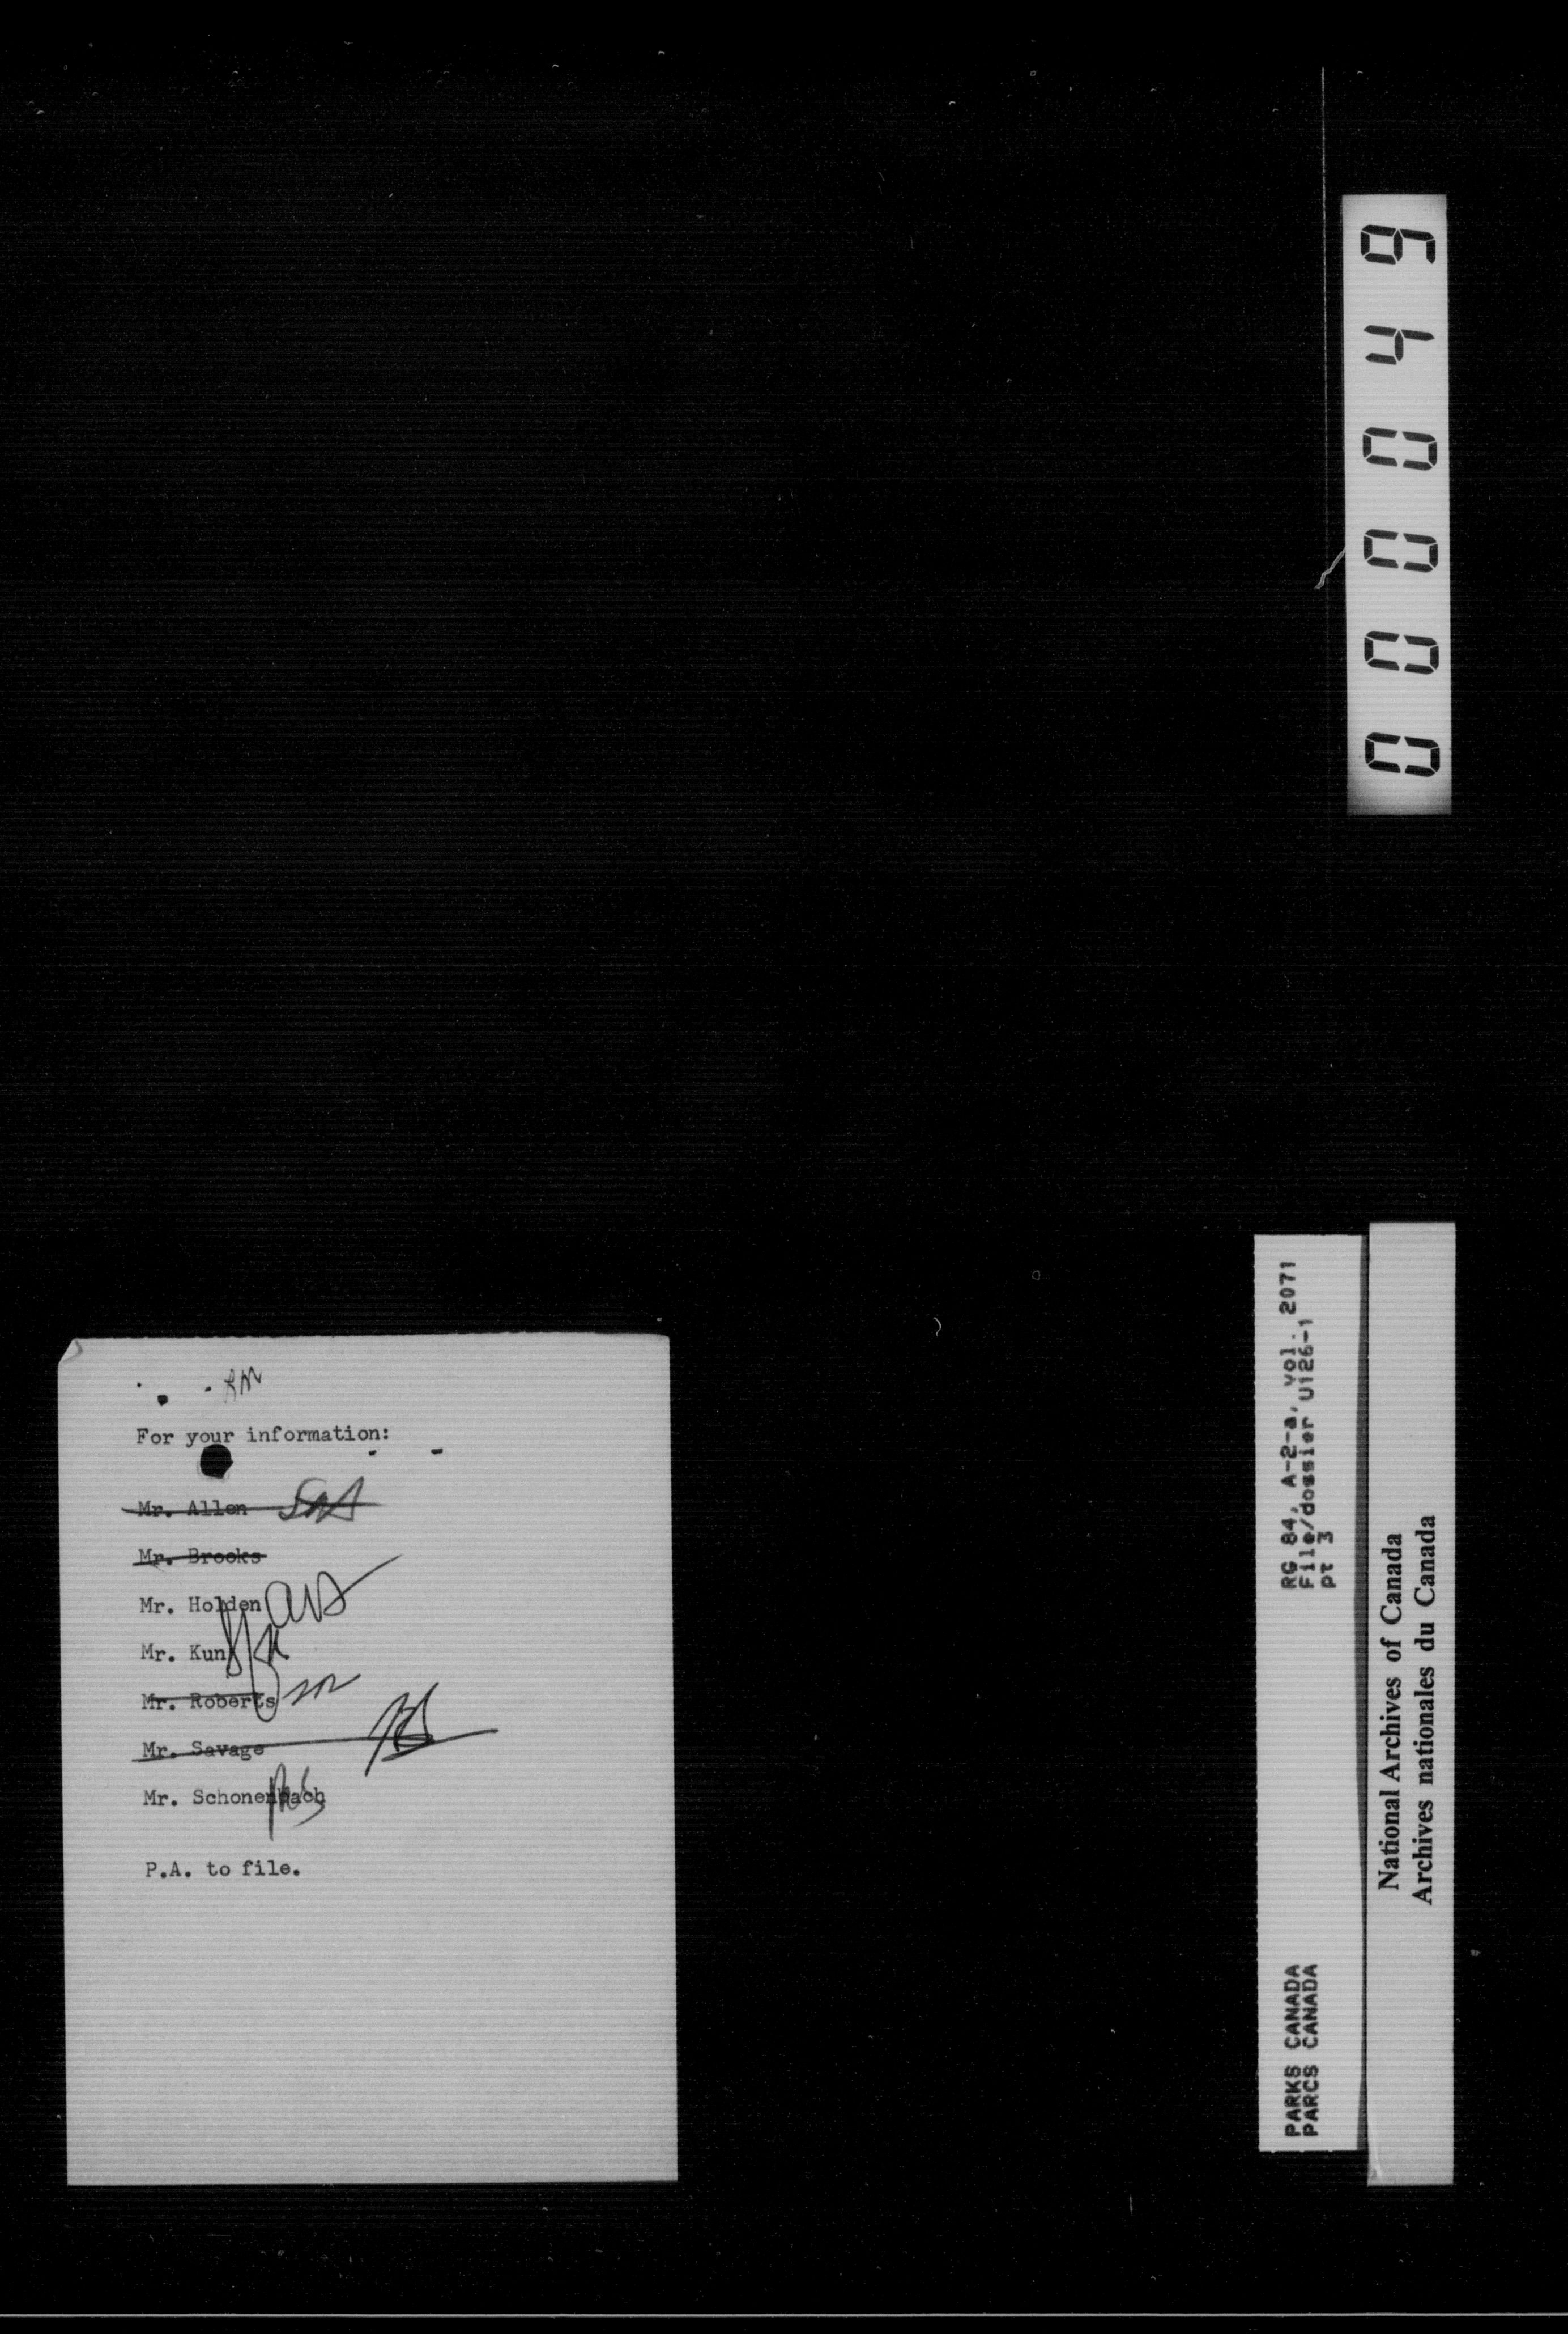 For your information:
Mr. Allen
Mr. Brooks
Mr. Holden
Mr. Kun
Mr. Roberts
Mr. Savage
Mr. Schonenbach
P.A. to file.
000049
RG 84, A-2-a, vol. 2071
File/dossier U126-1
pt 3
PARKS CANADA
PARCS CANADA
National Archives of Canada
Archives nationales du Canada